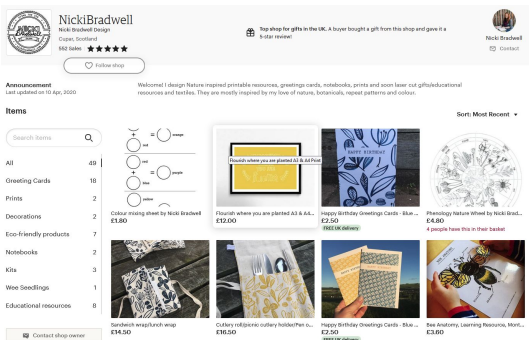 NICKI
NickiBradwell
Nicki Bradwell Design
Cupar, Scotland
552 Sales
Follow shop
Top shop for gifts in the UK. A buyer bought a gift from this shop and gave it a
5-star review!
NickiBradwell
Contact
Announcement
Last updated on 10 Apr, 2020
Welcome! I design Nature inspired printable resources, greetings cards, notebooks, prints and soon laser cut gifts/educational
resources and textiles. They are mostly inspired by my love of nature, botanicals, repeat patterns and colour.
Items
Sort: Most Recent
Search items
All 49
Greeting Cards 18
Prints 2
Decorations 2
Eco-friendly products 7
Notebooks 2
Kits 3
Wee Seedlings 1
Educational resources 8
Contact shop owner
+ = orange
red
red
+ = purple
blue
yellow
Flourish where you are planted A3 & A4 Print
HAPPY BIRTHDAY
Colour mixing sheet by Nicki Bradwell
£1.80
Flourish where you are planted A3 & A4...
£12.00
Happy Birthday Greetings Cards - Blue ...
£2.50
FREE UK delivery
Phenology Nature Wheel by Nicki Brad...
£4.80
4 people have this in their basket
Sandwich wrap/lunch wrap
£14.50
Cutlery roll/picnic cutlery holder/Pen c...
£16.50
Happy Birthday Greetings Cards - Blue ...
£2.50
FREE UK delivery
Bee Anatomy, Learning Resource, Mont...
£3.60